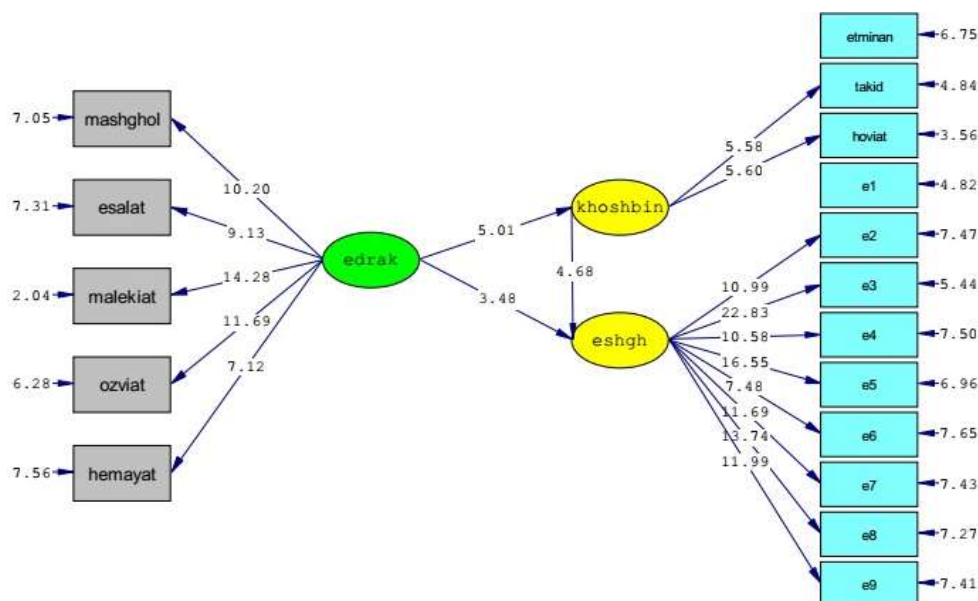 etminan
6.75
takid
4.84
7.05
mashghol
hoviat
3.56
5.58
5.60
10.20
e1
4.82
7.31
esalat
khoshbin
9.13
5.01
e2
7.47
edrak
4.68
10.99
e3
5.44
14.28
3.48
22.83
2.04
malekiat
11.69
eshgh
10.58
e4
7.50
16.55
e5
6.96
7.12
7.48
6.28
ozviat
11.69
e6
7.65
13.74
11.99
7.56
hemayat
e7
7.43
e8
7.27
e9
7.41